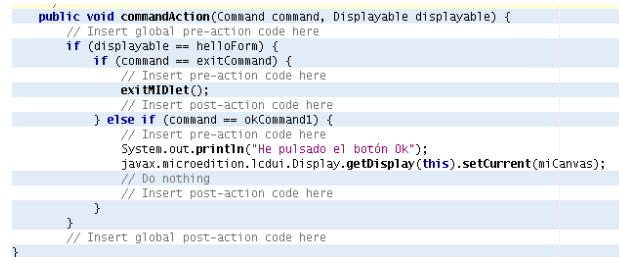 public void commandAction(Command command, Displayable displayable) {
// Insert global pre-action code here
if (displayable == helloForm) {
if (command == exitCommand) {
// Insert pre-action code here
exitMIDlet();
// Insert post-action code here
} else if (command == okCommand1) {
// Insert pre-action code here
System.out.println("He pulsado el botón Ok");
javax.microedition.lcdui.Display.getDisplay(this).setCurrent(miCanvas);
// Do nothing
// Insert post-action code here
}
}
// Insert global post-action code here
}